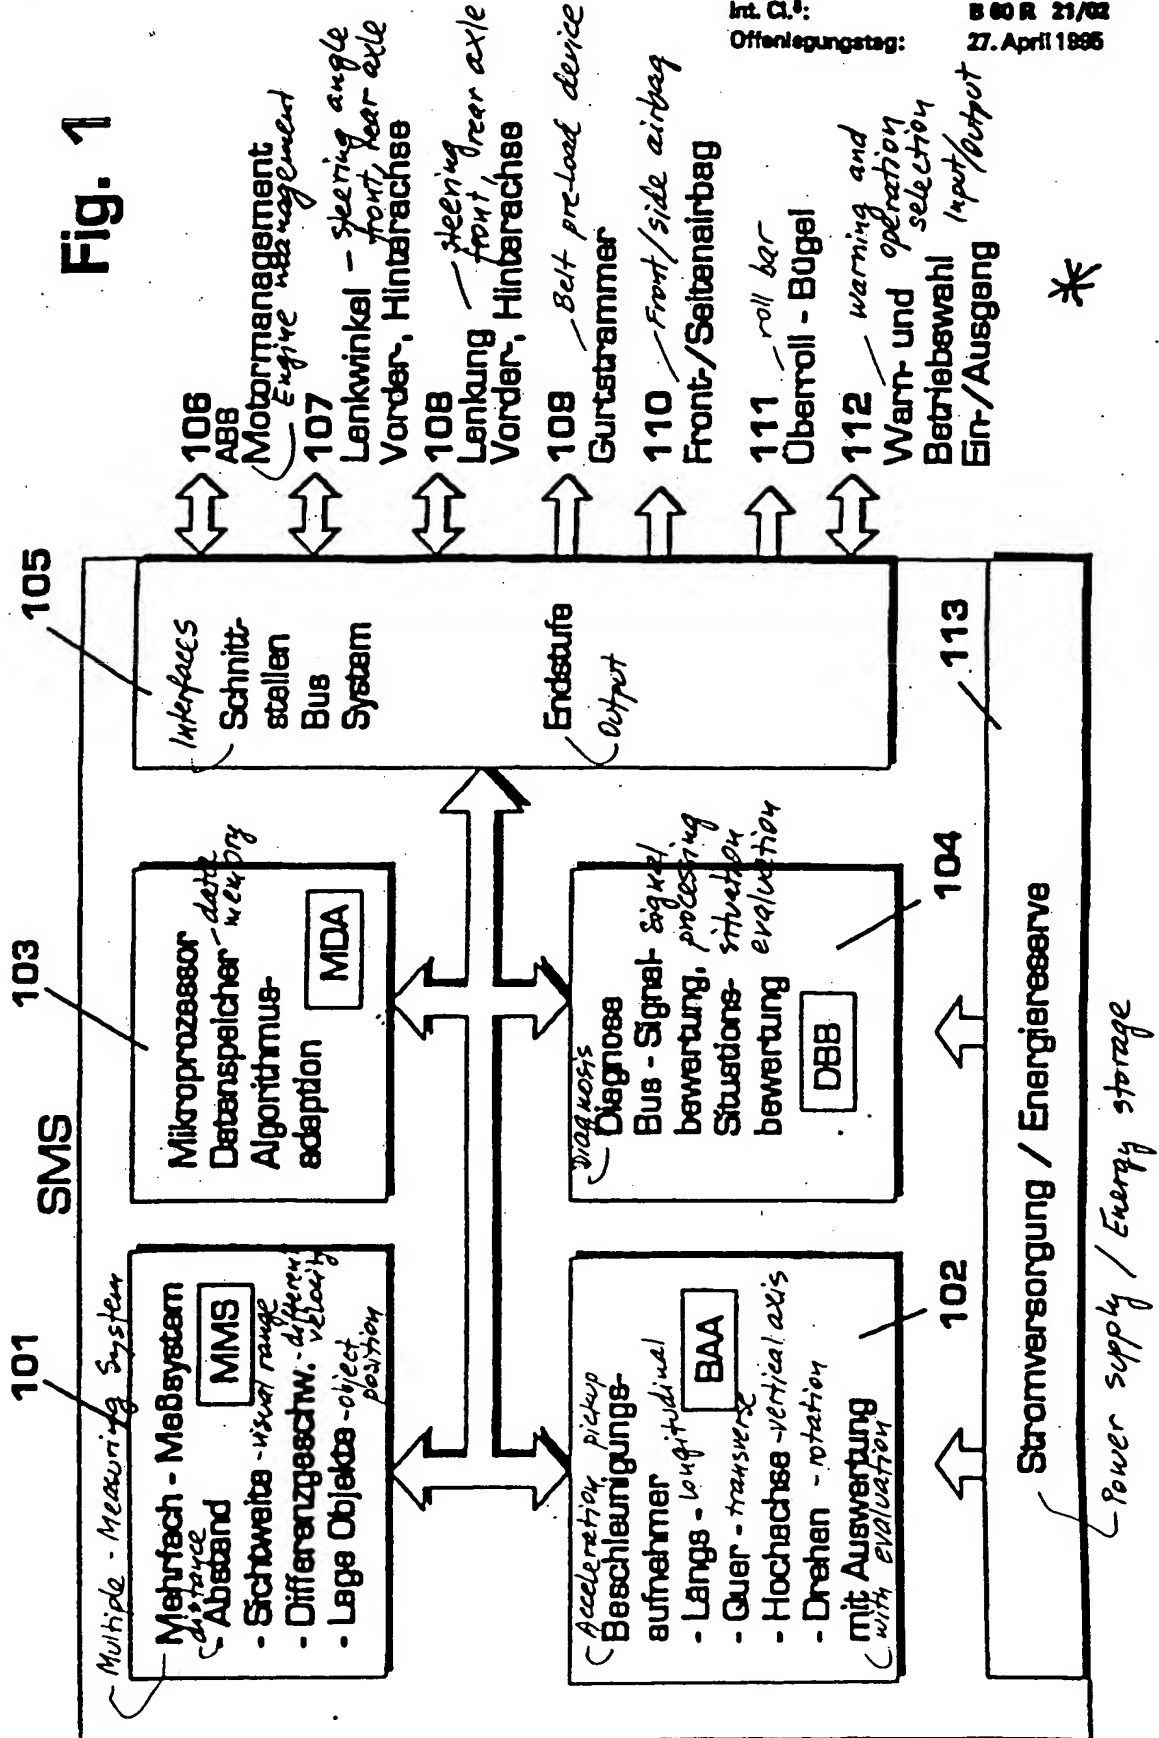 Int. Cl.⁶: B 60 R 21/02
Offenlegungstag: 27. April 1995
Fig. 1
SMS
101
Multiple - Measuring System
Mehrfach - Meßsystem
distance
- Abstand
MMS
- Sichtweite - visual range
- Differenzgeschw. - different velocity
- Lage Objekte - object position
103
Mikroprozessor
Datenspeicher - data memory
Algorithmus-
adaption
MDA
105
Interfaces
Schnitt-
stellen
Bus
System
Endstufe
Output
Acceleration pickup
Beschleunigungs-
aufnehmer
- Längs - longitudinal
BAA
- Quer - transverse
- Hochachse - vertical axis
- Drehen - rotation
mit Auswertung
with evaluation
102
Diagnosis
Diagnose
Bus - Signal- signal
bewertung, processing
Situations- situation
bewertung evaluation
DBB
104
113
Stromversorgung / Energiereserve
Power supply / Energy storage
106
ABS
Motormanagement
Engine management
107
Lenkwinkel - steering angle
Vorder-, Hinterachse front, rear axle
108
Lenkung - steering
Vorder-, Hinterachse front, rear axle
109 - Belt pre-load device
Gurtstrammer
110 - Front/side airbag
Front-/Seitenairbag
111 - roll bar
Überroll - Bügel
112 - warning and
Warn- und operation
Betriebswahl selection
Ein-/Ausgang Input/Output
*